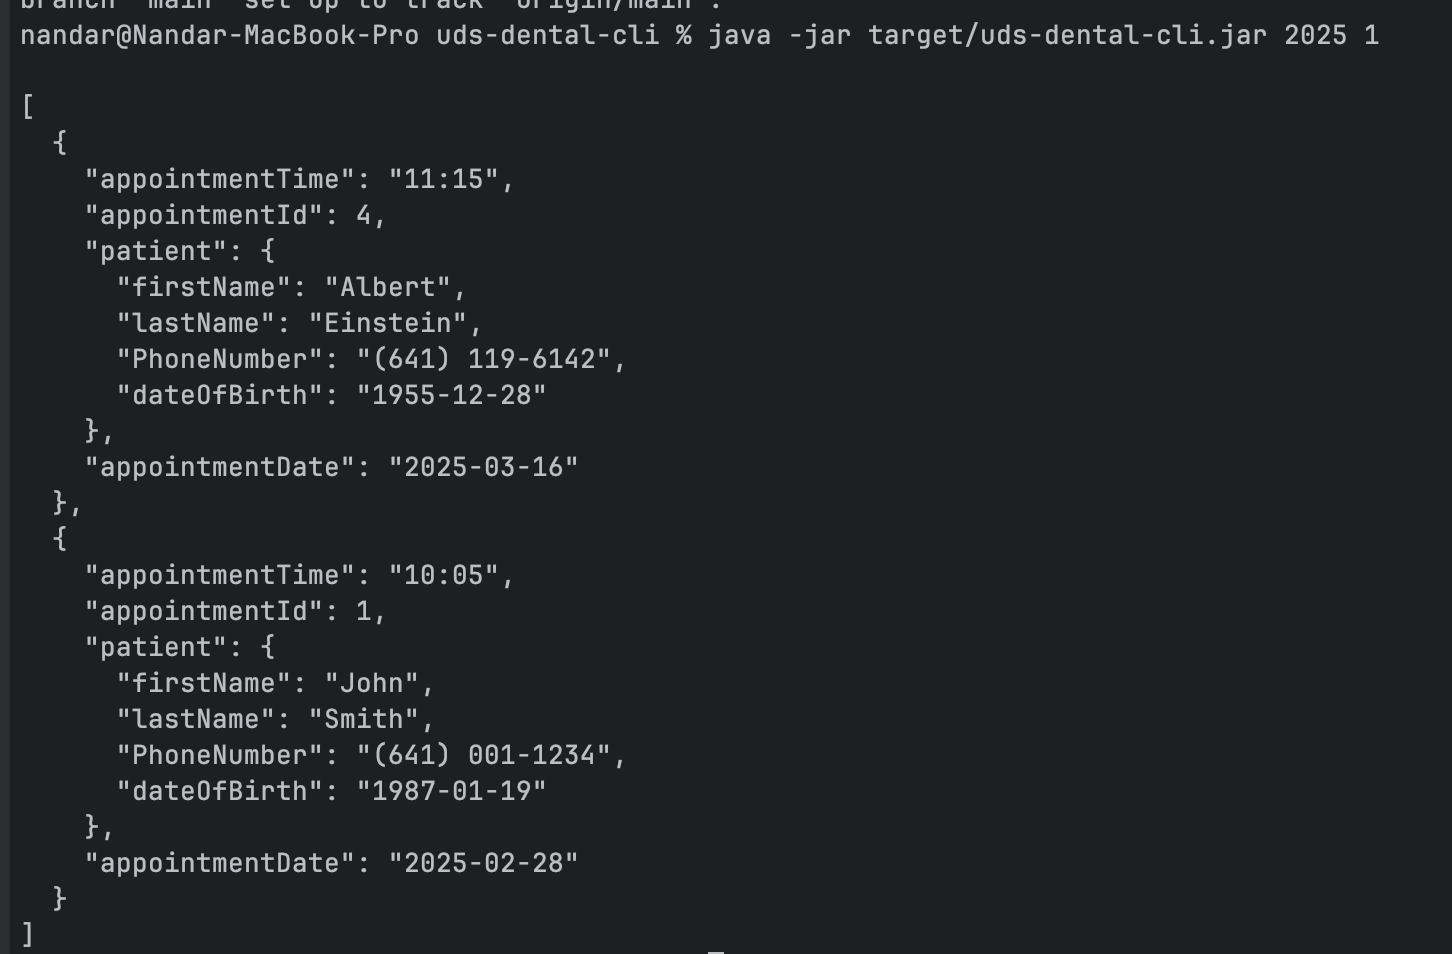 branch 'main' set up to track 'origin/main'.
nandar@Nandar-MacBook-Pro uds-dental-cli % java -jar target/uds-dental-cli.jar 2025 1
[
  {
    "appointmentTime": "11:15",
    "appointmentId": 4,
    "patient": {
      "firstName": "Albert",
      "lastName": "Einstein",
      "PhoneNumber": "(641) 119-6142",
      "dateOfBirth": "1955-12-28"
    },
    "appointmentDate": "2025-03-16"
  },
  {
    "appointmentTime": "10:05",
    "appointmentId": 1,
    "patient": {
      "firstName": "John",
      "lastName": "Smith",
      "PhoneNumber": "(641) 001-1234",
      "dateOfBirth": "1987-01-19"
    },
    "appointmentDate": "2025-02-28"
  }
]